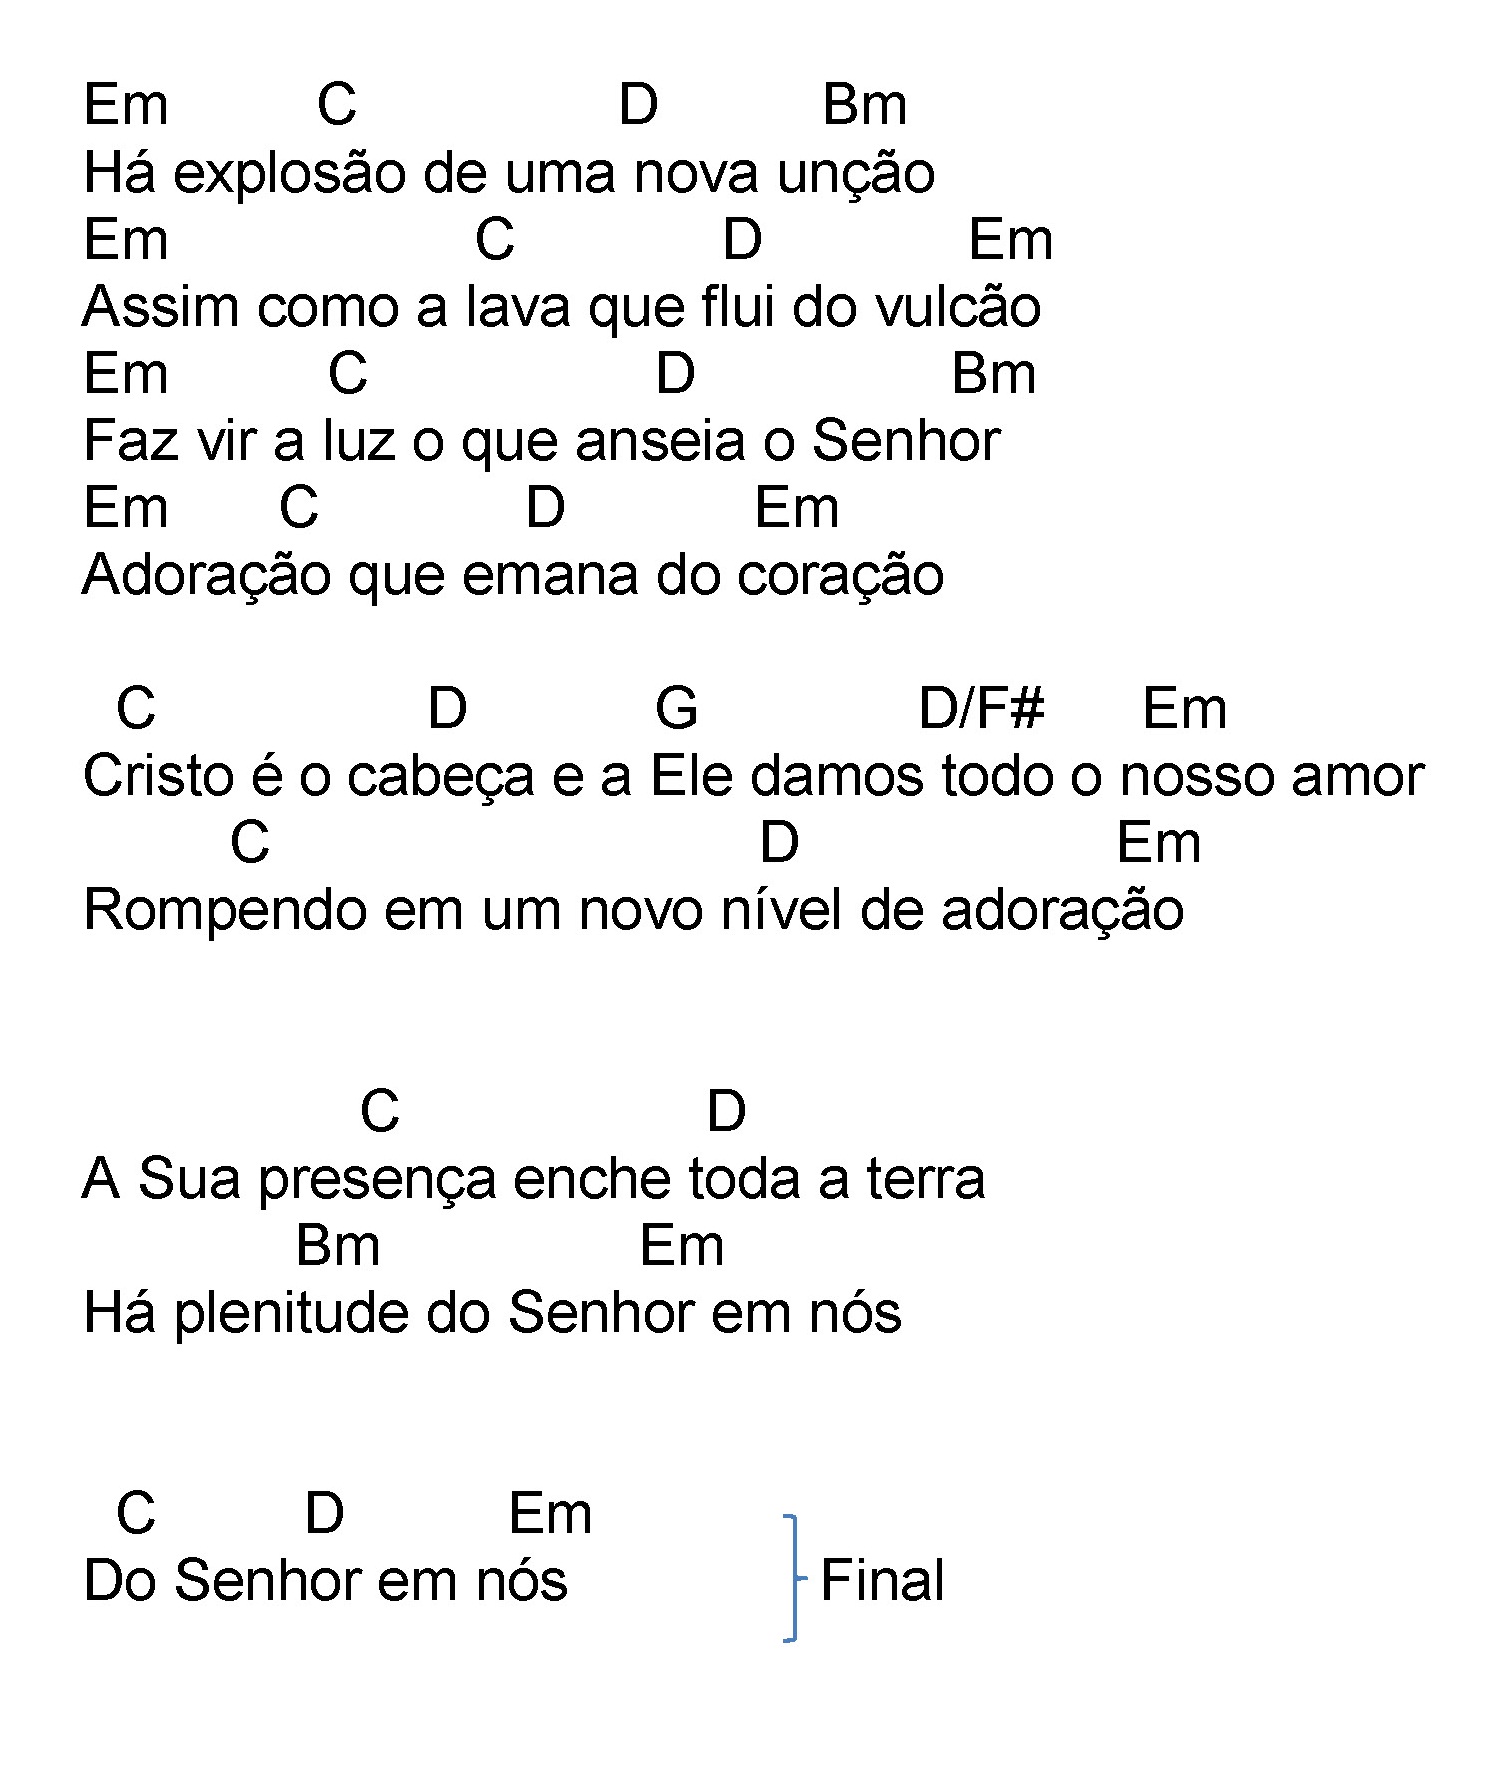 Em C D Bm
Há explosão de uma nova unção
Em C D Em
Assim como a lava que flui do vulcão
Em C D Bm
Faz vir a luz o que anseia o Senhor
Em C D Em
Adoração que emana do coração
C D G D/F# Em
Cristo é o cabeça e a Ele damos todo o nosso amor
C D Em
Rompendo em um novo nível de adoração
C D
A Sua presença enche toda a terra
Bm Em
Há plenitude do Senhor em nós
C D Em
Do Senhor em nós Final